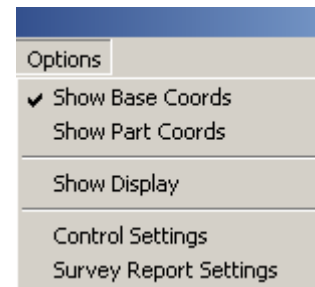 Options
Show Base Coords
Show Part Coords
Show Display
Control Settings
Survey Report Settings